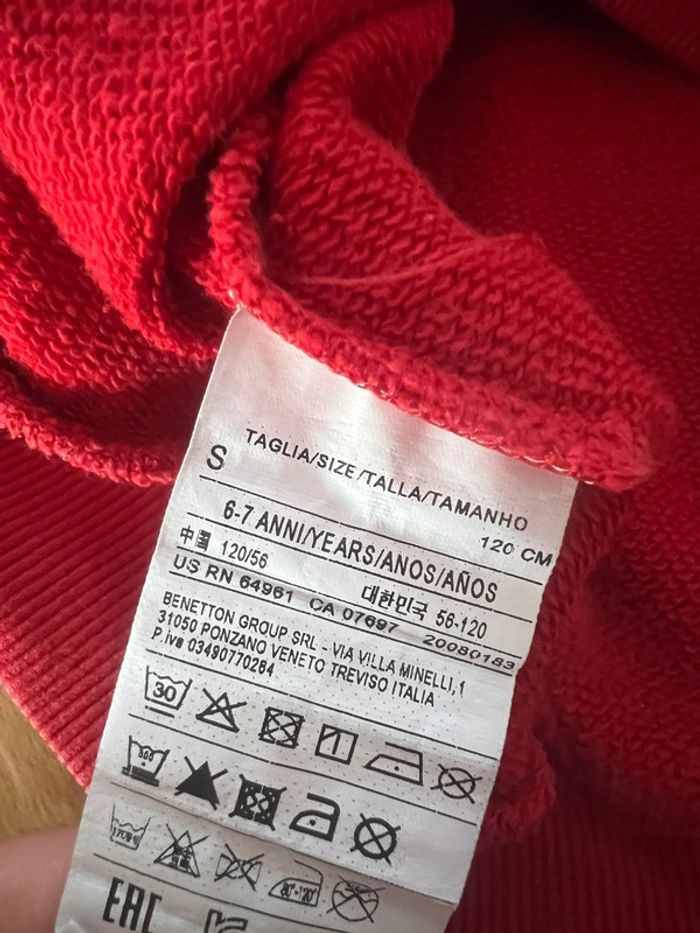 TAGLIA/SIZE/TALLA/TAMANHO
S 120 CM
6-7 ANNI/YEARS/ANOS/AÑOS
中国 120/56 대한민국 56-120
US RN 64961 CA 07697 20080183
BENETTON GROUP SRL - VIA VILLA MINELLI,1
31050 PONZANO VENETO TREVISO ITALIA
P.iva 03490770264
30
EAC